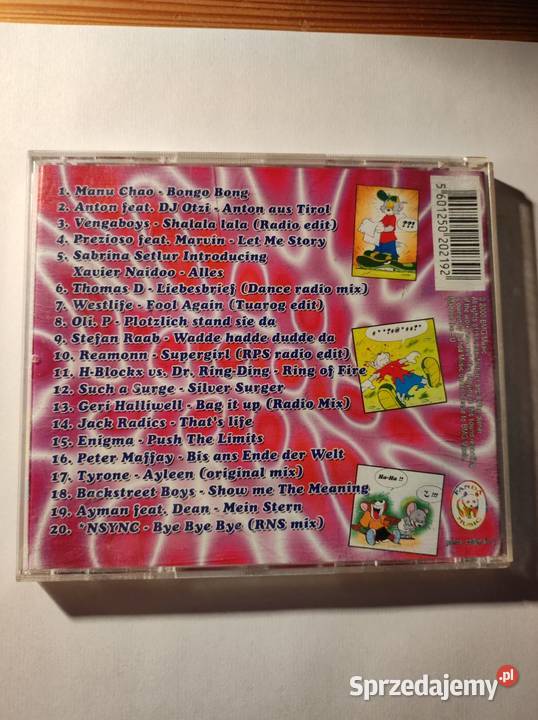 1. Manu Chao - Bongo Bong
2. Anton feat. DJ Otzi - Anton aus Tirol
3. Vengaboys - Shalala lala (Radio edit)
4. Prezioso feat. Marvin - Let Me Story
5. Sabrina Setlur Introducing
Xavier Naidoo - Alles
6. Thomas D - Liebesbrief (Dance radio mix)
7. Westlife - Fool Again (Tuarog edit)
8. Oli. P - Plotzlich stand sie da
9. Stefan Raab - Wadde hadde dudde da
10. Reamonn - Supergirl (RPS radio edit)
11. H-Blockx vs. Dr. Ring-Ding - Ring of Fire
12. Such a Surge - Silver Surger
13. Geri Halliwell - Bag it up (Radio Mix)
14. Jack Radics - That's life
15. Enigma - Push The Limits
16. Peter Maffay - Bis ans Ende der Welt
17. Tyrone - Ayleen (original mix)
18. Backstreet Boys - Show me The Meaning
19. Ayman feat. Dean - Mein Stern
20. *NSYNC - Bye Bye Bye (RNS mix)
???
Ha-Ha !!
5601250202192
MUSIC
Sprzedajemy.pl